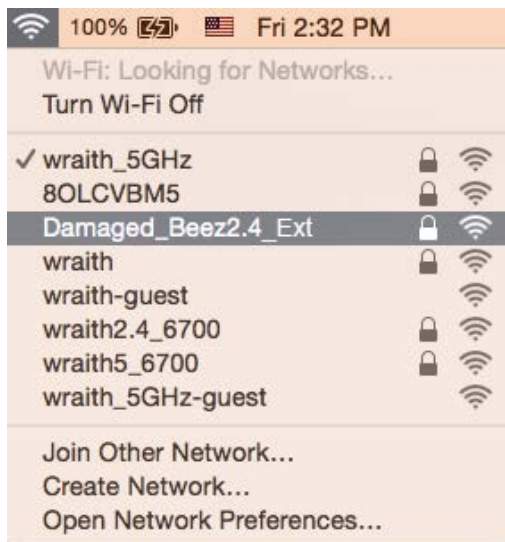 100% Fri 2:32 PM
Wi-Fi: Looking for Networks...
Turn Wi-Fi Off
wraith_5GHz
8OLCVBM5
Damaged_Beez2.4_Ext
wraith
wraith-guest
wraith2.4_6700
wraith5_6700
wraith_5GHz-guest
Join Other Network...
Create Network...
Open Network Preferences...